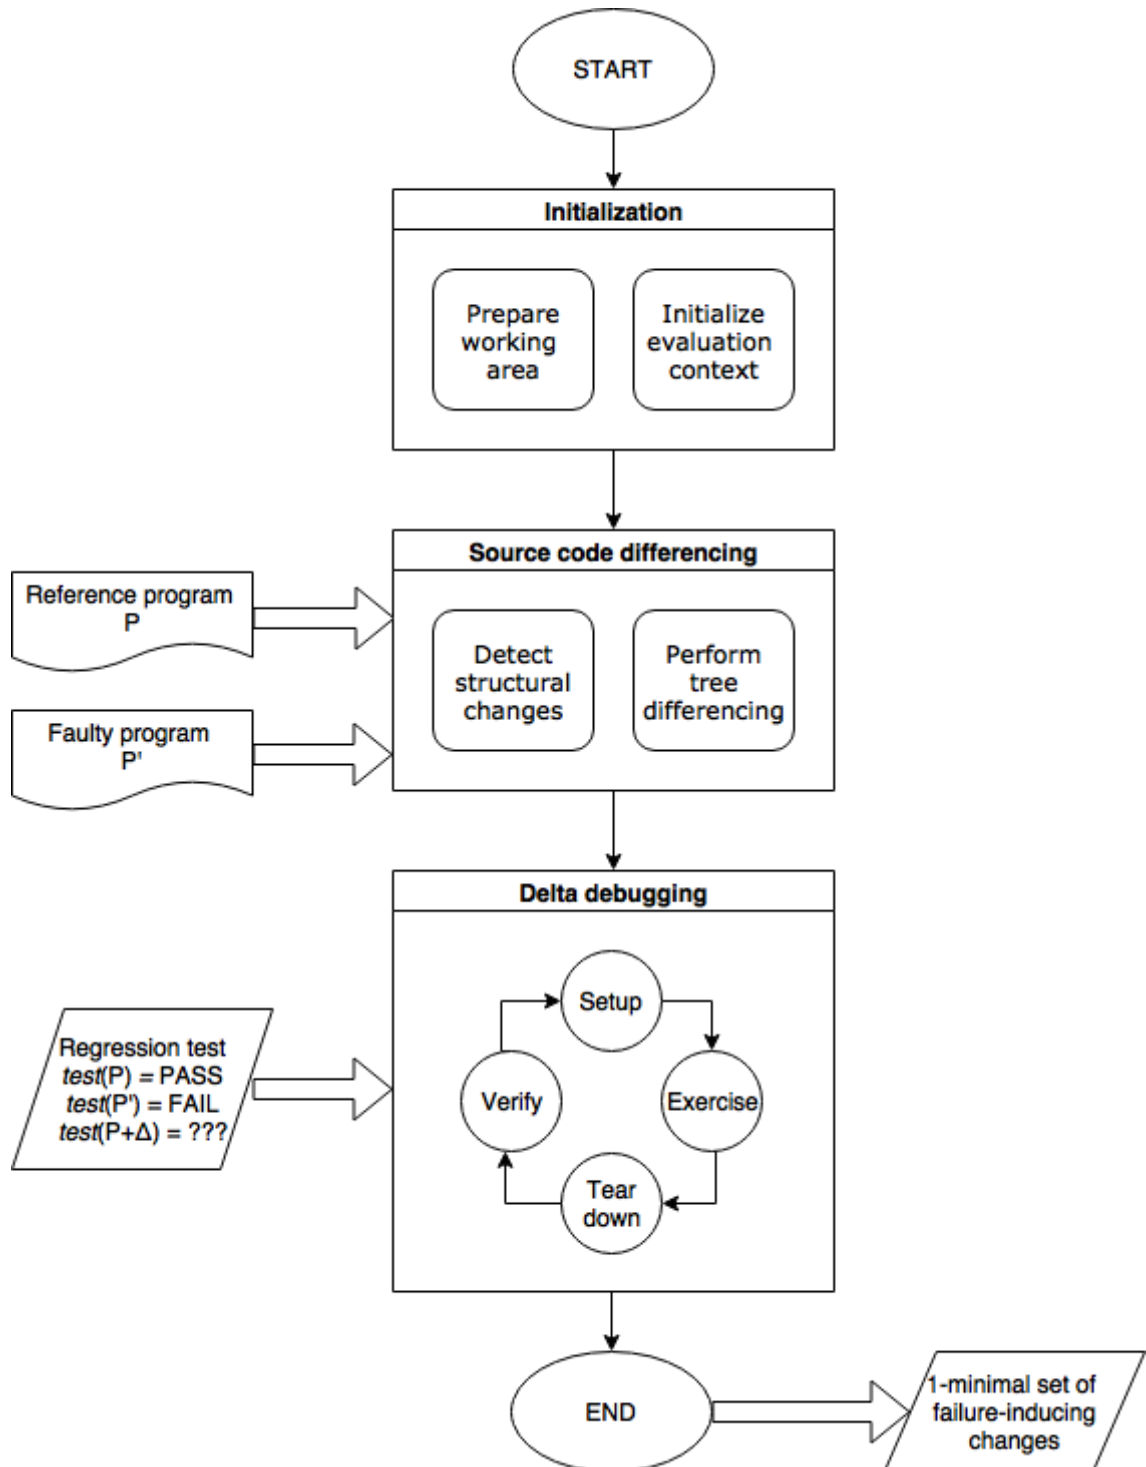 START
Initialization
Prepare
working
area
Initialize
evaluation
context
Source code differencing
Reference program
P
Detect
structural
changes
Perform
tree
differencing
Faulty program
P'
Delta debugging
Setup
Regression test
test(P) = PASS
test(P') = FAIL
test(P+Δ) = ???
Verify
Exercise
Tear
down
END
1-minimal set of
failure-inducing
changes